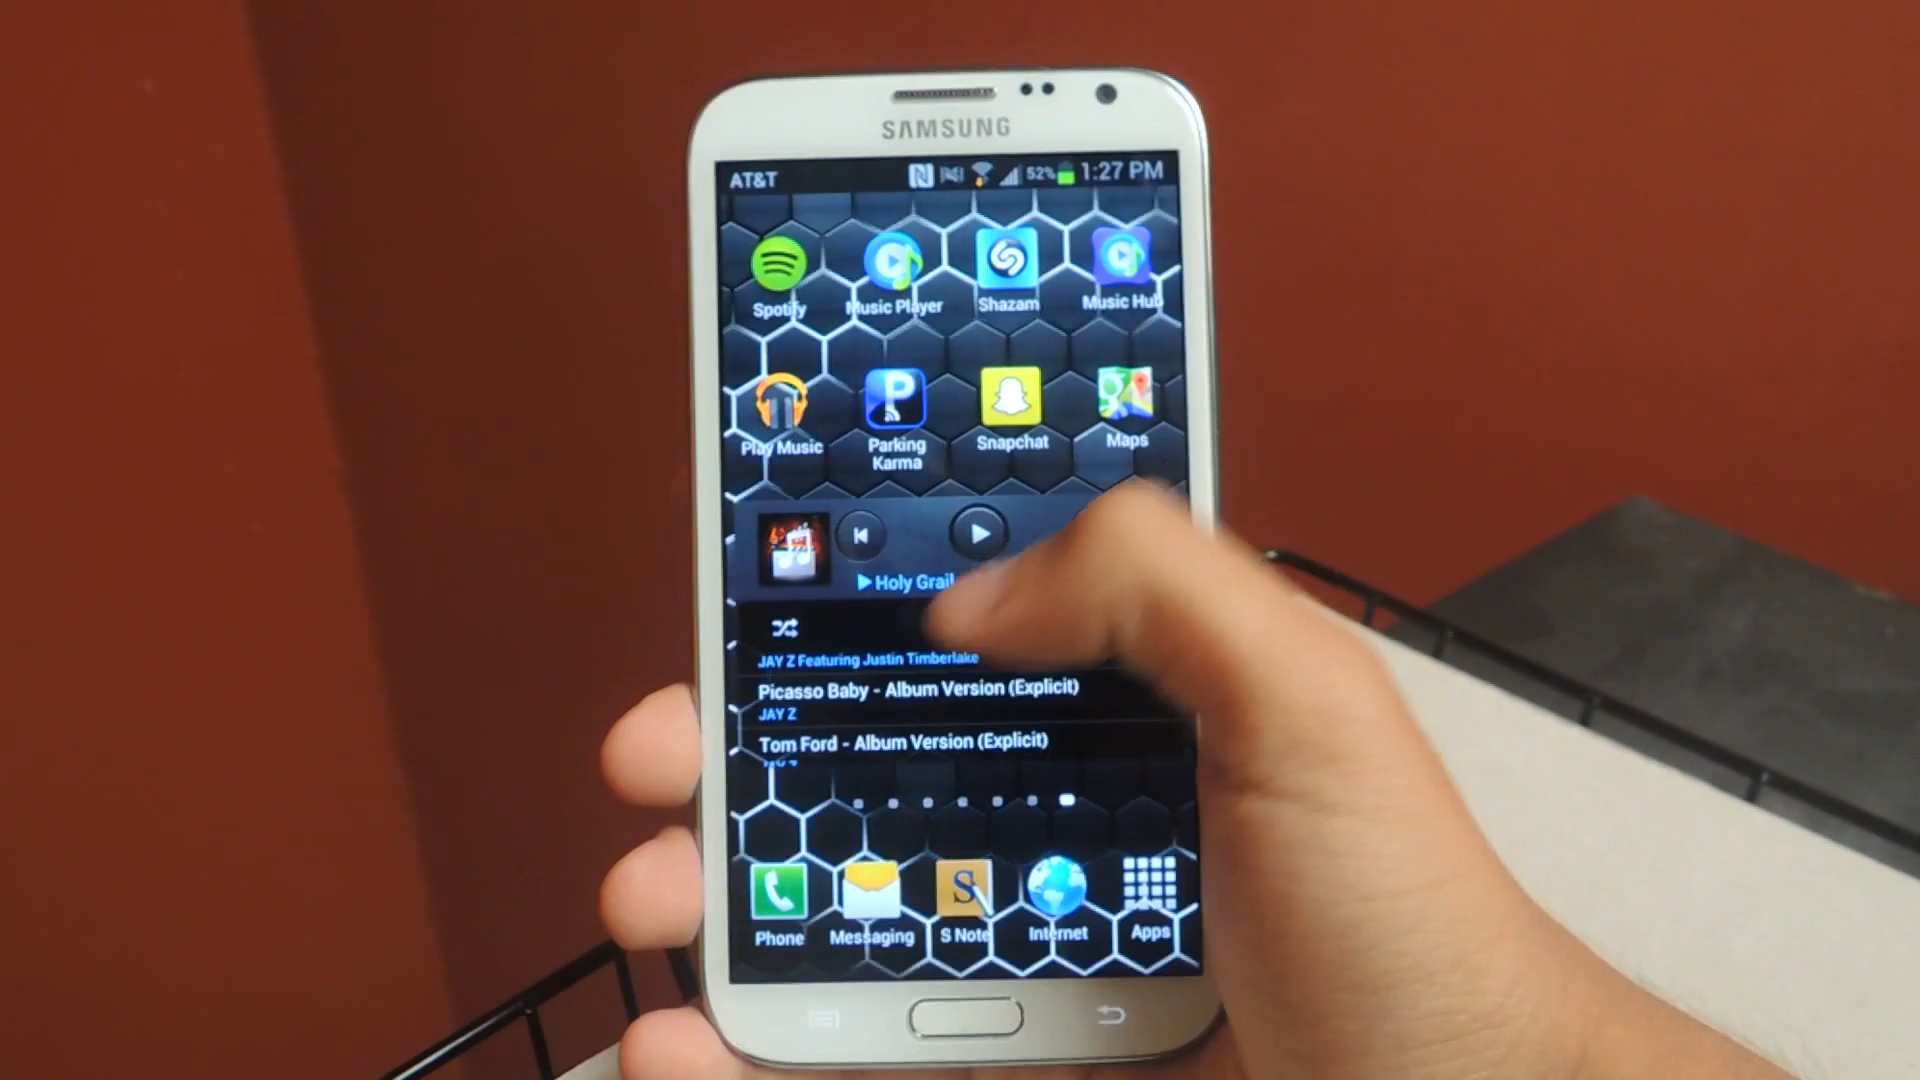 SAMSUNG
AT&T 52% 1:27 PM
Spotify Music Player Shazam Music Hub
Play Music Parking Karma Snapchat Maps
Holy Grail
JAY Z Featuring Justin Timberlake
Picasso Baby - Album Version (Explicit)
JAY Z
Tom Ford - Album Version (Explicit)
S
Phone Messaging S Note Internet Apps